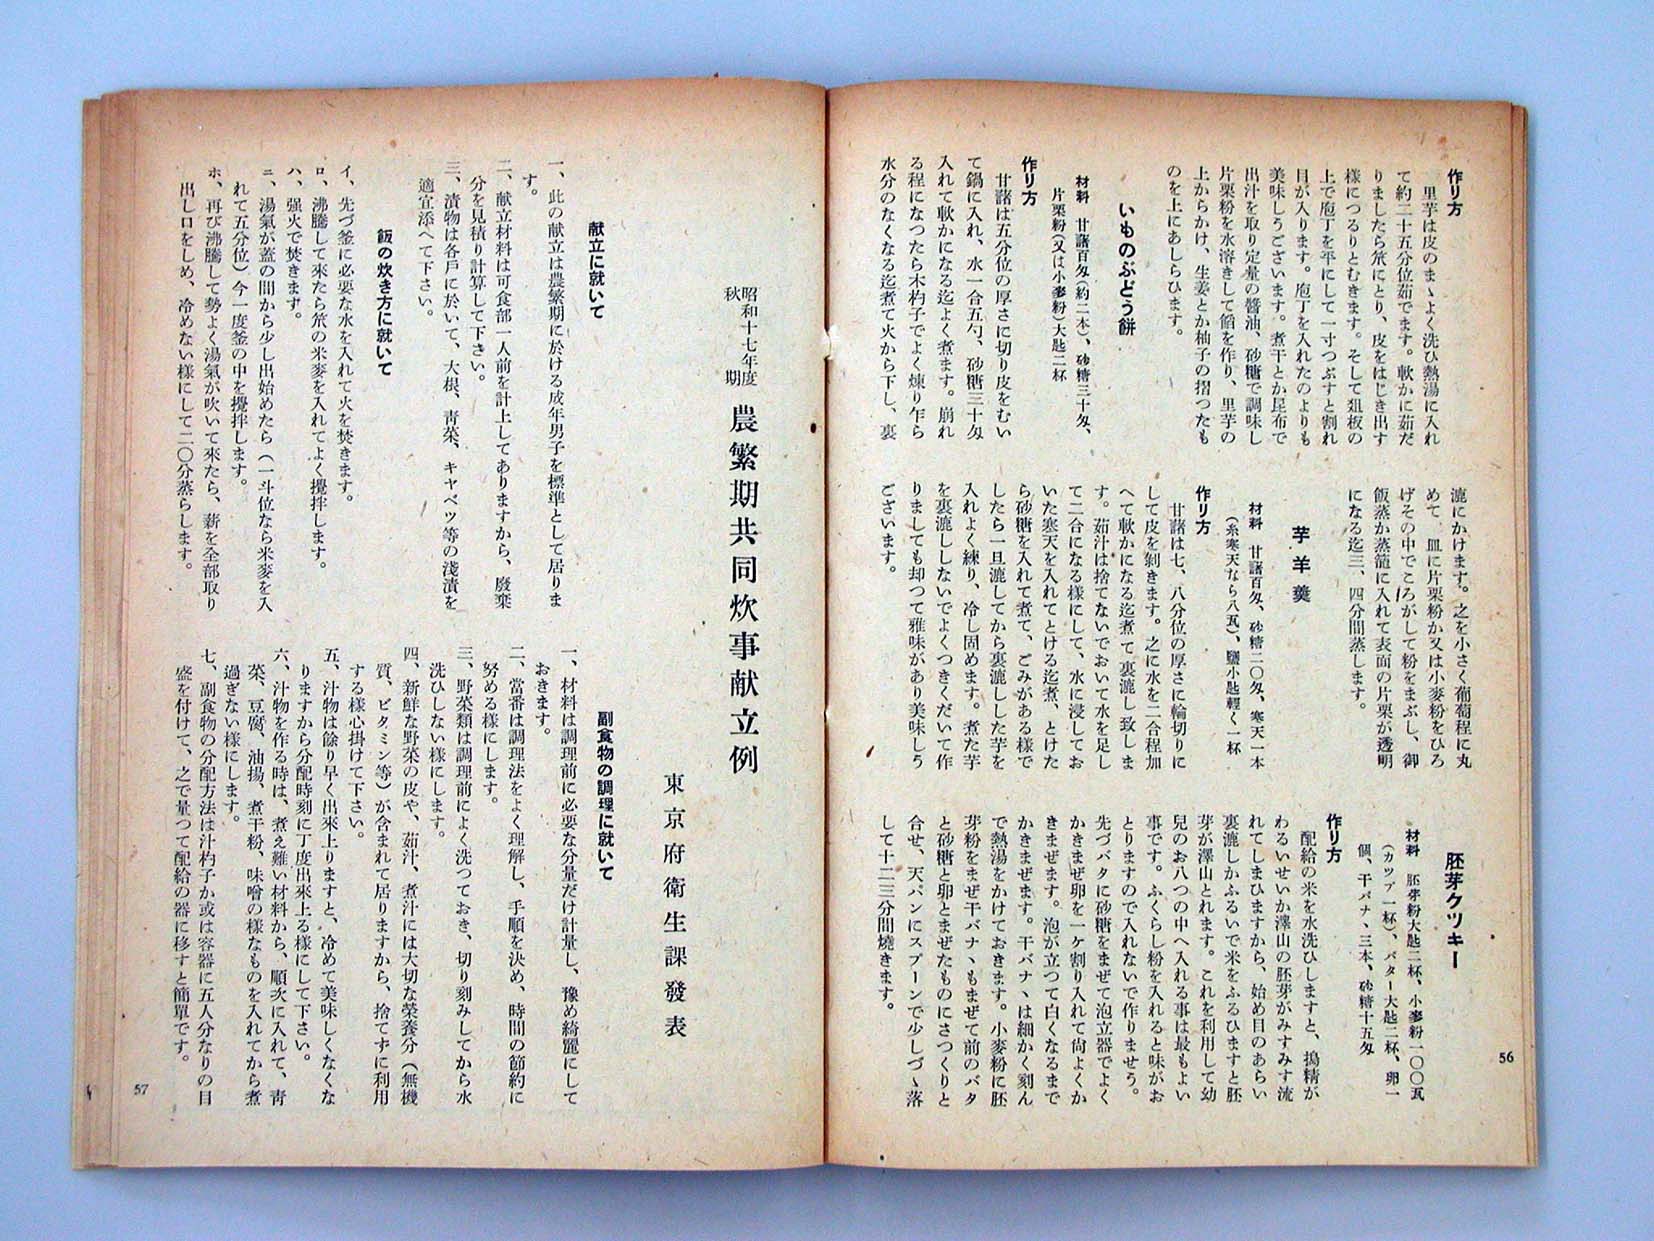 作り方
里芋は皮のまゝよく洗ひ熱湯に入れ
て約二十五分位茹でます。軟かに茹だ
りましたら笊にとり、皮をはじき出す
様につるりとむきます。そして俎板の
上で庖丁を平にして一寸つぶすと割れ
目が入ります。庖丁を入れたのよりも
美味しうございます。煮干とか昆布で
出汁を取り定量の醬油、砂糖で調味し
片栗粉を水溶きして餡を作り、里芋の
上からかけ、生姜とか柚子の摺つたも
のを上にあしらひます。
いものぶどう餅
材料 甘藷百匁(約二本)、砂糖三十匁、
片栗粉(又は小麥粉)大匙二杯
作り方
甘藷は五分位の厚さに切り皮をむい
て鍋に入れ、水一合五勺、砂糖三十匁
入れて軟かになる迄よく煮ます。崩れ
る程になつたら木杓子でよく煉り乍ら
水分のなくなる迄煮て火から下し、裏
漉にかけます。之を小さく葡萄程に丸
めて、皿に片栗粉か又は小麥粉をひろ
げその中でころがして粉をまぶし、御
飯蒸か蒸籠に入れて表面の片栗が透明
になる迄三、四分間蒸します。
芋羊羹
材料 甘藷百匁、砂糖二〇匁、寒天一本
(糸寒天なら八瓦)、鹽小匙輕く一杯
作り方
甘藷は七、八分位の厚さに輪切りに
して皮を剝きます。之に水を二合程加
へて軟かになる迄煮て裏漉し致しま
す。茹汁は捨てないでおいて水を足し
て二合になる樣にして、水に浸してお
いた寒天を入れてとける迄煮、とけた
ら砂糖を入れて煮て、ごみがある樣で
したら一旦漉してから裏漉しした芋を
入れよく練り、冷し固めます。煮た芋
を裏漉ししないでよくつきくだいて作
りましても却つて雅味があり美味しう
ございます。
胚芽クツキー
材料 胚芽粉大匙二杯、小麥粉一〇〇瓦
(カツプ一杯)、バター大匙二杯、卵一
個、干バナヽ三本、砂糖十五匁
作り方
配給の米を水洗ひしますと、搗精が
わるいせいか澤山の胚芽がみすみす流
れてしまひますから、始め目のあらい
裏漉しかふるいで米をふるひますと胚
芽が澤山とれます。これを利用して幼
兒のお八つの中へ入れる事は最もよい
事です。ふくらし粉を入れると味がお
とりますので入れないで作りませう。
先づバタに砂糖をまぜて泡立器でよく
かきまぜ卵を一ケ割り入れて尙よくか
きまぜます。泡が立つて白くなるまで
かきまぜます。干バナヽは細かく刻ん
で熱湯をかけておきます。小麥粉に胚
芽粉をまぜ干バナヽもまぜて前のバタ
と砂糖と卵とまぜたものにさつくりと
合せ、天パンにスプーンで少しづゝ落
して十二三分間燒きます。
56
昭和十七年度
秋期
農繁期共同炊事献立例
東京府衛生課發表
献立に就いて
一、此の献立は農繁期に於ける成年男子を標準として居りま
す。
二、献立材料は可食部一人前を計上してありますから、廢棄
分を見積り計算して下さい。
三、漬物は各戶に於いて、大根、靑菜、キヤベツ等の淺漬を
適宜添へて下さい。
飯の炊き方に就いて
イ、先づ釜に必要な水を入れて火を焚きます。
ロ、沸騰して來たら笊の米麥を入れてよく攪拌します。
ハ、强火で焚きます。
ニ、湯氣が蓋の間から少し出始めたら(一斗位なら米麥を入
れて五分位)今一度釜の中を攪拌します。
ホ、再び沸騰して勢よく湯氣が吹いて來たら、薪を全部取り
出し口をしめ、冷めない樣にして二〇分蒸らします。
副食物の調理に就いて
一、材料は調理前に必要な分量だけ計量し、豫め綺麗にして
おきます。
二、當番は調理法をよく理解し、手順を決め、時間の節約に
努める樣にします。
三、野菜類は調理前によく洗つておき、切り刻みしてから水
洗ひしない樣にします。
四、新鮮な野菜の皮や、茹汁、煮汁には大切な榮養分(無機
質、ビタミン等)が含まれて居りますから、捨てずに利用
する樣心掛けて下さい。
五、汁物は餘り早く出來上りますと、冷めて美味しくなくな
りますから分配時刻に丁度出來上る樣にして下さい。
六、汁物を作る時は、煮え難い材料から、順次に入れて、靑
菜、豆腐、油揚、煮干粉、味噌の樣なものを入れてから煮
過ぎない樣にします。
七、副食物の分配方法は汁杓子か或は容器に五人分なりの目
盛を付けて、之で量つて配給の器に移すと簡單です。
57